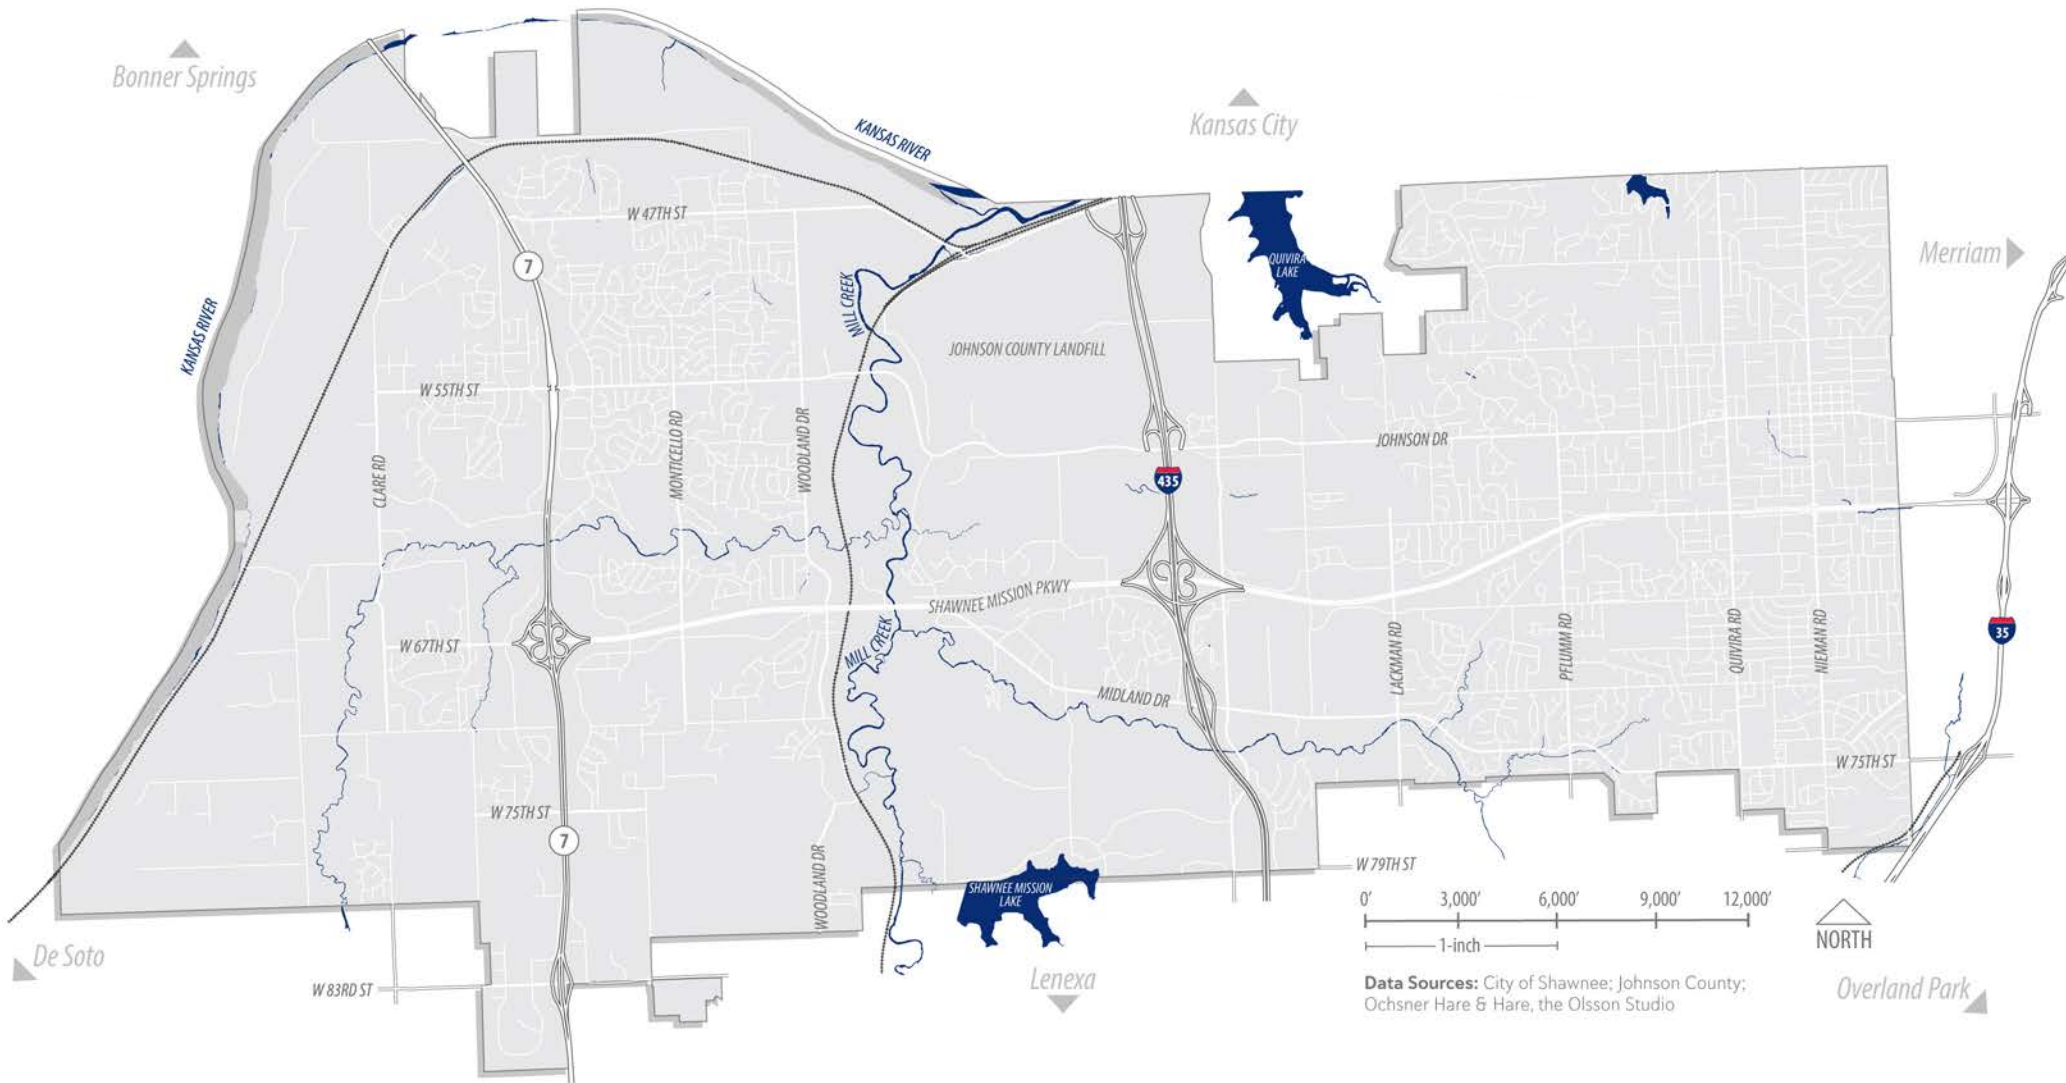 Bonner Springs
Kansas City
KANSAS RIVER
W 47TH ST
Merriam
7
QUIVIRA
LAKE
MILL CREEK
KANSAS RIVER
JOHNSON COUNTY LANDFILL
W 55TH ST
MONTICELLO RD
WOODLAND DR
JOHNSON DR
CLARE RD
435
SHAWNEE MISSION PKWY
W 67TH ST
MILL CREEK
LACKMAN RD
PFLUMM RD
QUIVIRA RD
NIEMAN RD
35
MIDLAND DR
W 75TH ST
W 75TH ST
7
WOODLAND DR
W 79TH ST
SHAWNEE MISSION
LAKE
0' 3,000' 6,000' 9,000' 12,000'
1-inch
NORTH
De Soto
Lenexa
W 83RD ST
Data Sources: City of Shawnee; Johnson County;
Ochsner Hare & Hare, the Olsson Studio
Overland Park